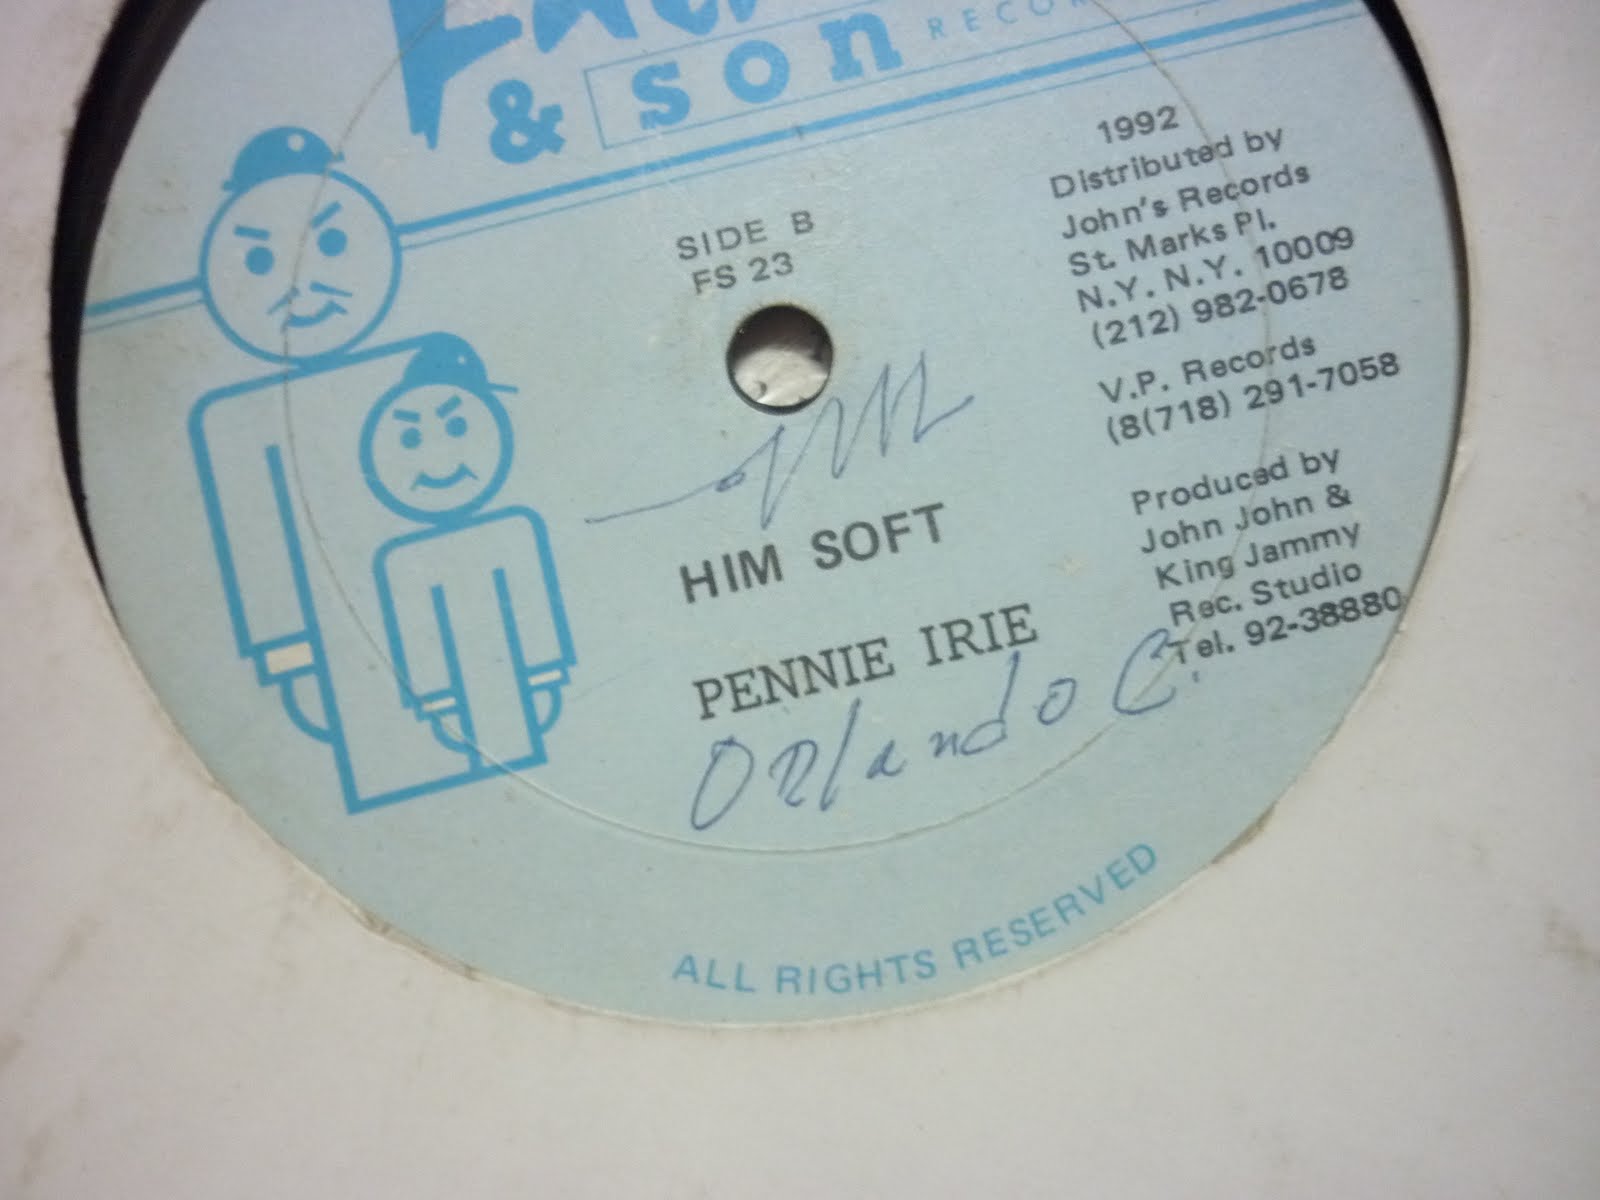 & Son RECOR
SIDE B
FS 23
1992
Distributed by
John's Records
St. Marks Pl.
N.Y. N.Y. 10009
(212) 982-0678
V.P. Records
(8(718) 291-7058
Produced by
John John &
King Jammy
Rec. Studio
Tel. 92-38880
HIM SOFT
PENNIE IRIE
Orlando C.
ALL RIGHTS RESERVED